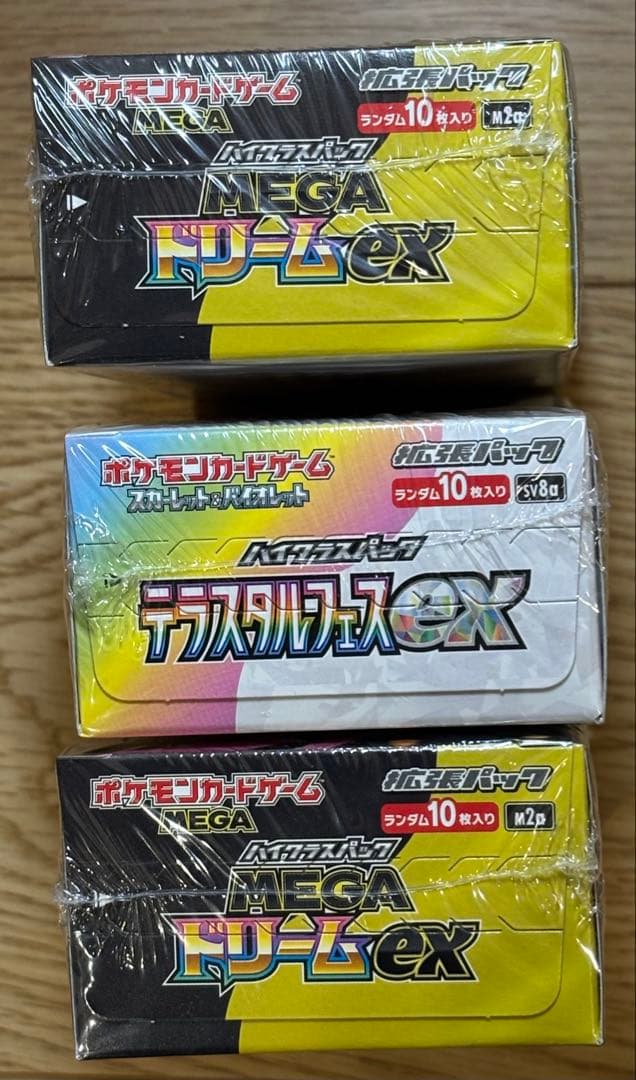 ポケモンカードゲーム
MEGA
拡張パック
ランダム10枚入り
M2a
ハイクラスパック
MEGA
ドリームex
ポケモンカードゲーム
スカーレット&バイオレット
拡張パック
ランダム10枚入り
SV8a
ハイクラスパック
テラスタルフェスex
ポケモンカードゲーム
MEGA
拡張パック
ランダム10枚入り
M2a
ハイクラスパック
MEGA
ドリームex